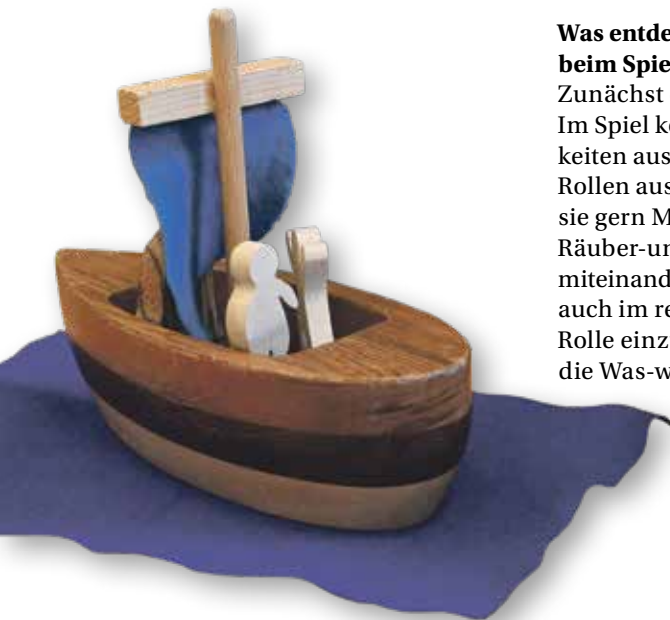 Was entde
beim Spie
Zunächst
Im Spiel k
keiten aus
Rollen aus
sie gern M
Räuber-un
miteinand
auch im re
Rolle einz
die Was-w